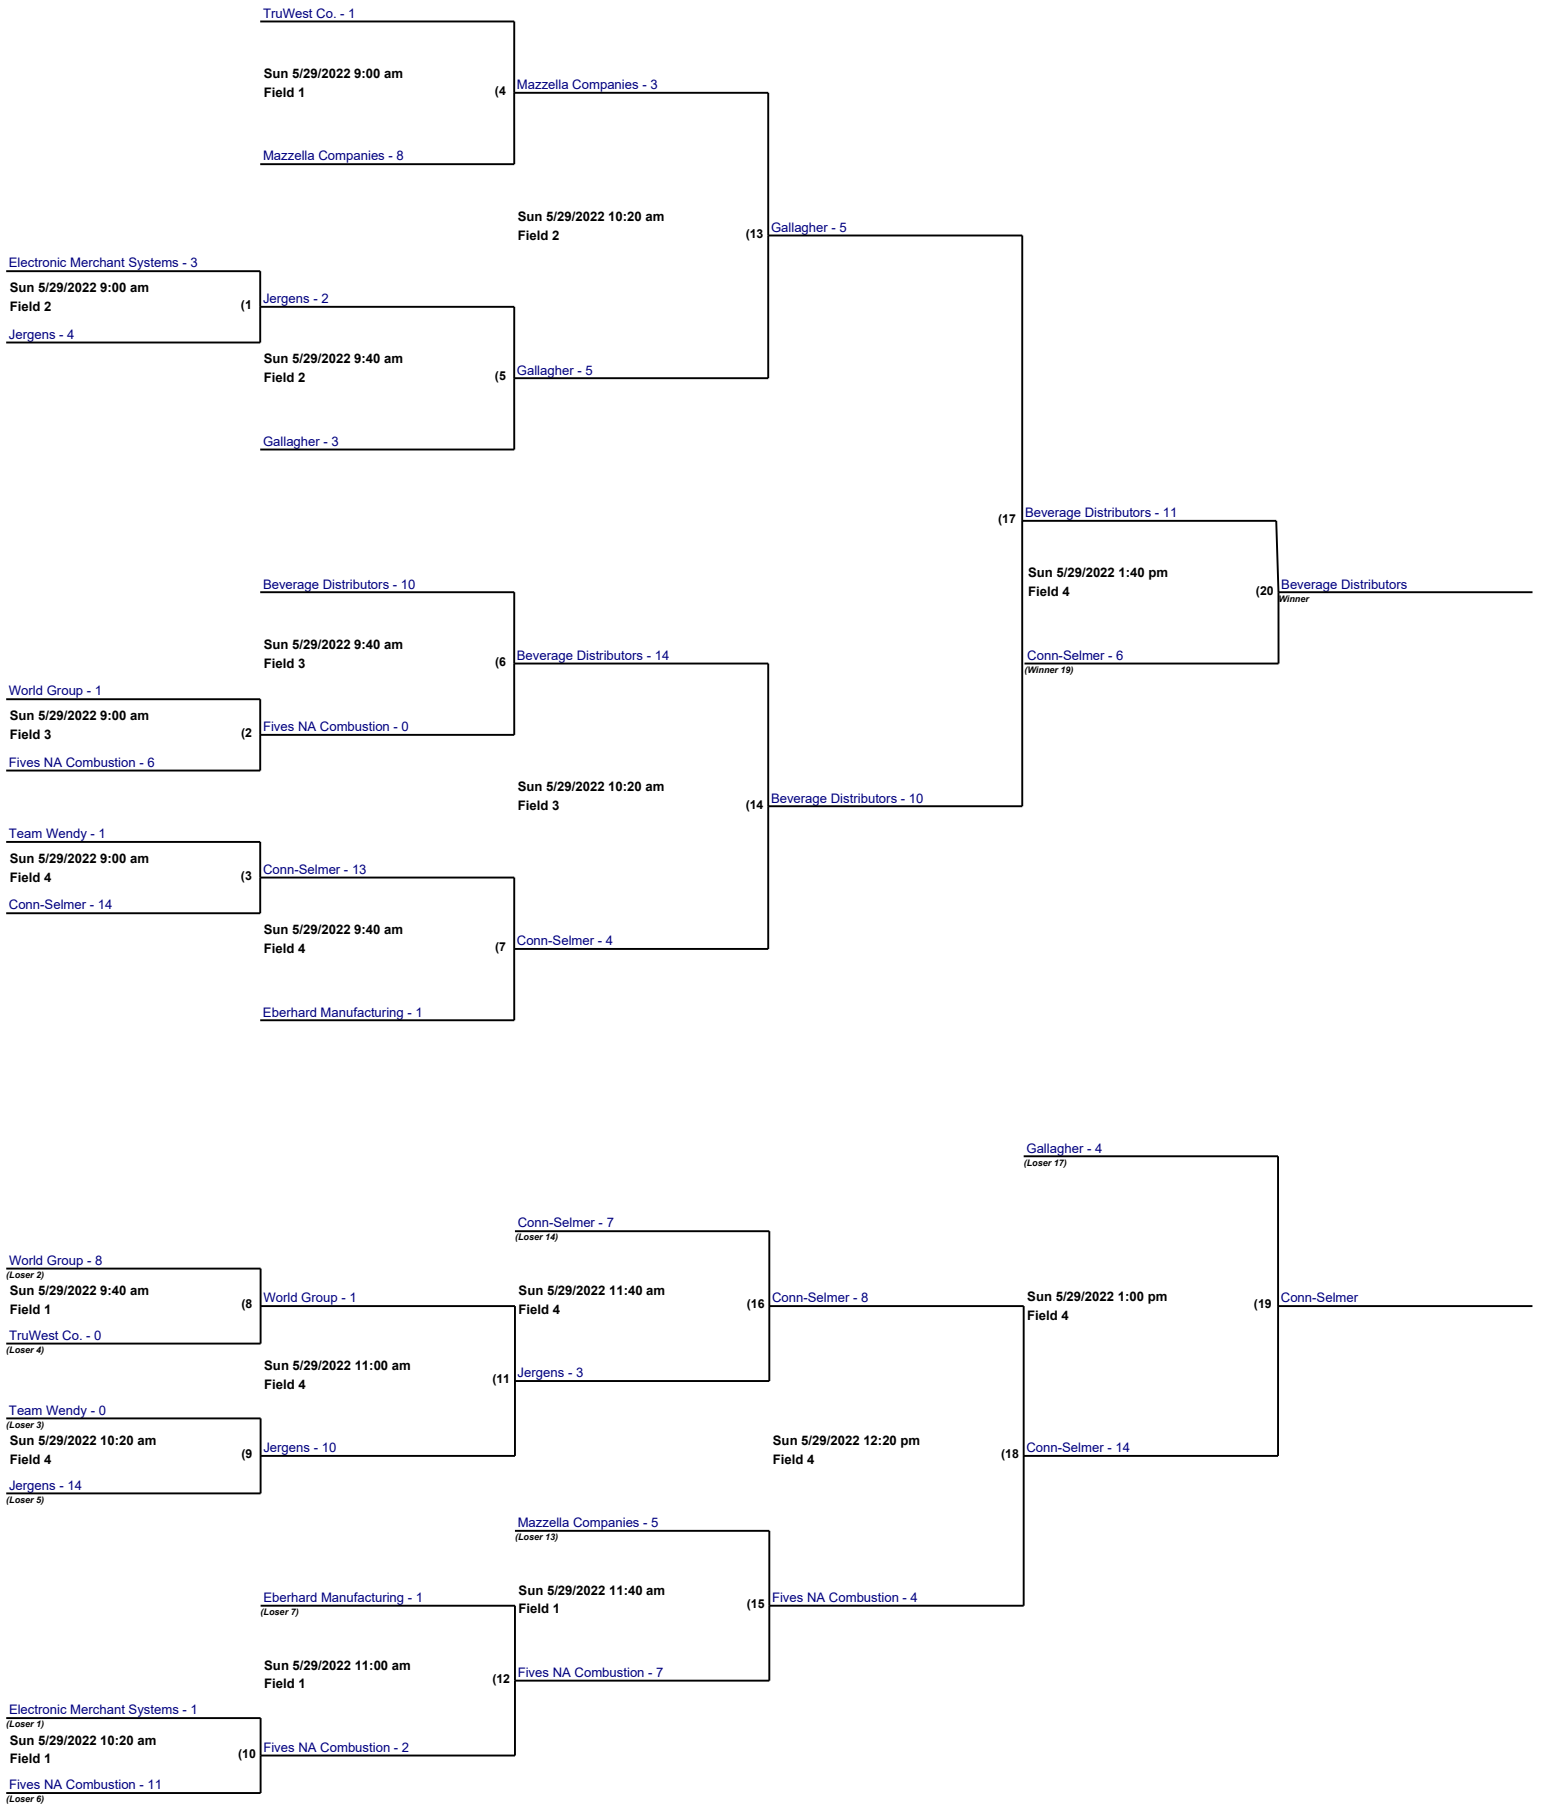 TruWest Co. - 1
Sun 5/29/2022 9:00 am
Field 1
(4
Mazzella Companies - 3
Mazzella Companies - 8
Sun 5/29/2022 10:20 am
Field 2
(13
Gallagher - 5
Electronic Merchant Systems - 3
Sun 5/29/2022 9:00 am
Field 2
(1
Jergens - 2
Jergens - 4
Sun 5/29/2022 9:40 am
Field 2
(5
Gallagher - 5
Gallagher - 3
(17
Beverage Distributors - 11
Sun 5/29/2022 1:40 pm
Field 4
(20
Beverage Distributors
Winner
Beverage Distributors - 10
Sun 5/29/2022 9:40 am
Field 3
(6
Beverage Distributors - 14
Conn-Selmer - 6
(Winner 19)
World Group - 1
Sun 5/29/2022 9:00 am
Field 3
(2
Fives NA Combustion - 0
Fives NA Combustion - 6
Sun 5/29/2022 10:20 am
Field 3
(14
Beverage Distributors - 10
Team Wendy - 1
Sun 5/29/2022 9:00 am
Field 4
(3
Conn-Selmer - 13
Conn-Selmer - 14
Sun 5/29/2022 9:40 am
Field 4
(7
Conn-Selmer - 4
Eberhard Manufacturing - 1
Gallagher - 4
(Loser 17)
Conn-Selmer - 7
(Loser 14)
World Group - 8
(Loser 2)
Sun 5/29/2022 9:40 am
Field 1
(8
World Group - 1
Sun 5/29/2022 11:40 am
Field 4
(16
Conn-Selmer - 8
Sun 5/29/2022 1:00 pm
Field 4
(19
Conn-Selmer
TruWest Co. - 0
(Loser 4)
Sun 5/29/2022 11:00 am
Field 4
(11
Jergens - 3
Team Wendy - 0
(Loser 3)
Sun 5/29/2022 10:20 am
Field 4
(9
Jergens - 10
Sun 5/29/2022 12:20 pm
Field 4
(18
Conn-Selmer - 14
Jergens - 14
(Loser 5)
Mazzella Companies - 5
(Loser 13)
Eberhard Manufacturing - 1
(Loser 7)
Sun 5/29/2022 11:40 am
Field 1
(15
Fives NA Combustion - 4
Sun 5/29/2022 11:00 am
Field 1
(12
Fives NA Combustion - 7
Electronic Merchant Systems - 1
(Loser 1)
Sun 5/29/2022 10:20 am
Field 1
(10
Fives NA Combustion - 2
Fives NA Combustion - 11
(Loser 6)